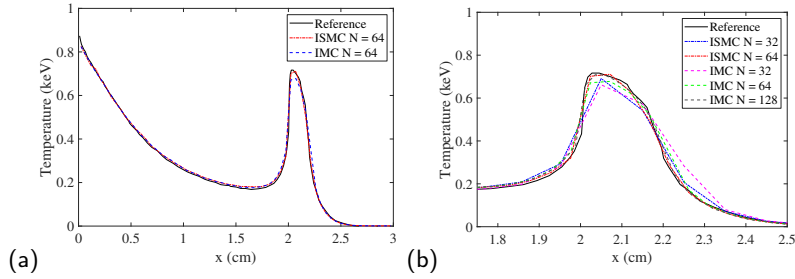 Reference
ISMC N = 64
IMC N = 64
1
0.8
0.6
0.4
0.2
0
Temperature (keV)
0 0.5 1 1.5 2 2.5 3
x (cm)
(a)
Reference
ISMC N = 32
ISMC N = 64
IMC N = 32
IMC N = 64
IMC N = 128
1
0.8
0.6
0.4
0.2
0
Temperature (keV)
1.8 1.9 2 2.1 2.2 2.3 2.4 2.5
x (cm)
(b)